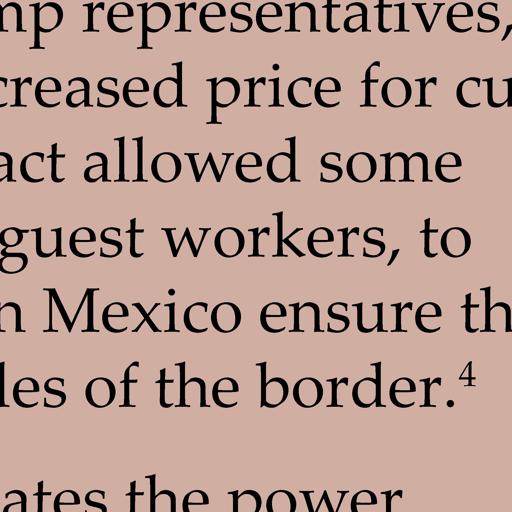 mp representatives,
creased price for cu
act allowed some
guest workers, to
n Mexico ensure th
les of the border.⁴
ates the power